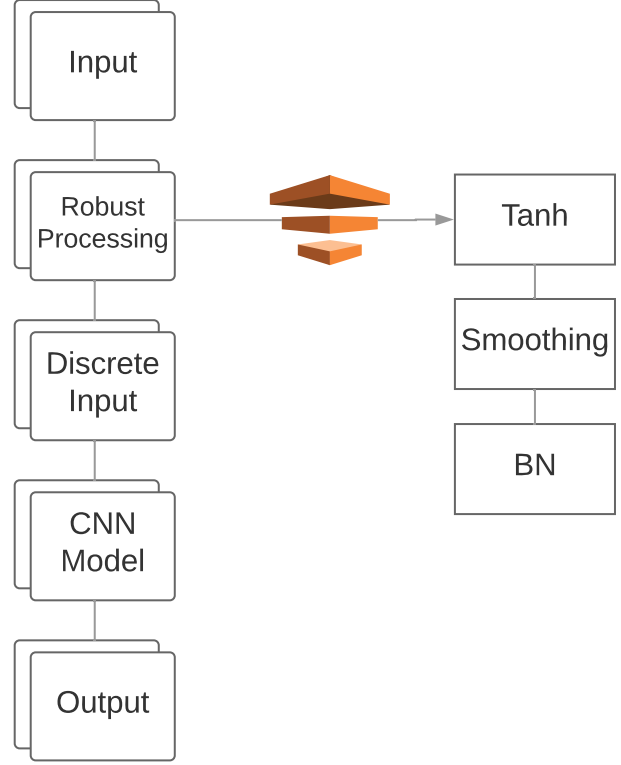 Input
Robust
Processing
Discrete
Input
CNN
Model
Output
Tanh
Smoothing
BN